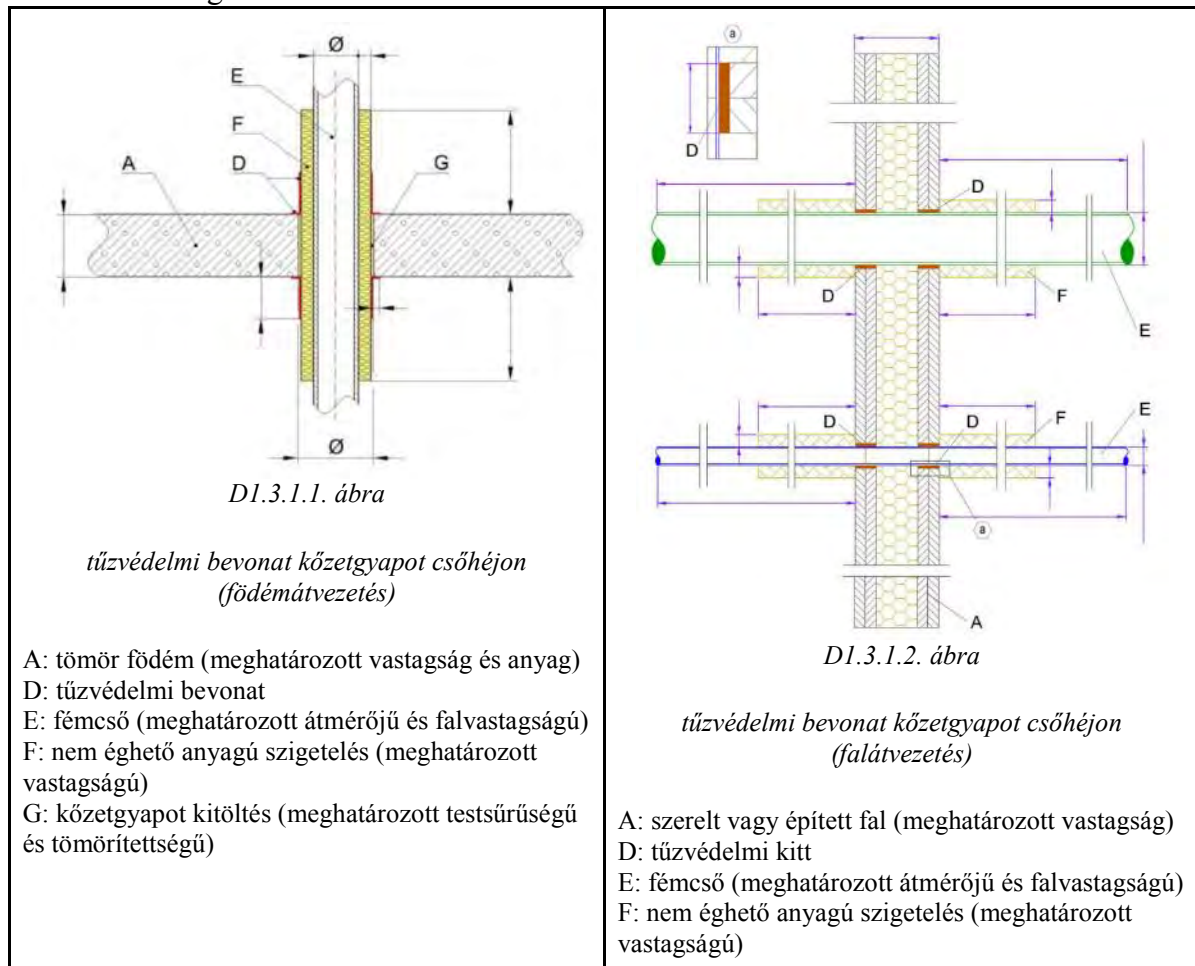 Ø
E
F
D
A
G
Ø
D1.3.1.1. ábra
tűzvédelmi bevonat kőzetgyapot csőhéjon
(födémátvezetés)
A: tömör födém (meghatározott vastagság és anyag)
D: tűzvédelmi bevonat
E: fémcső (meghatározott átmérőjű és falvastagságú)
F: nem éghető anyagú szigetelés (meghatározott
vastagságú)
G: kőzetgyapot kitöltés (meghatározott testsűrűségű
és tömörítettségű)
a
D
D
D
F
E
D
D
F
E
a
A
D1.3.1.2. ábra
tűzvédelmi bevonat kőzetgyapot csőhéjon
(falátvezetés)
A: szerelt vagy épített fal (meghatározott vastagság)
D: tűzvédelmi kitt
E: fémcső (meghatározott átmérőjű és falvastagságú)
F: nem éghető anyagú szigetelés (meghatározott
vastagságú)